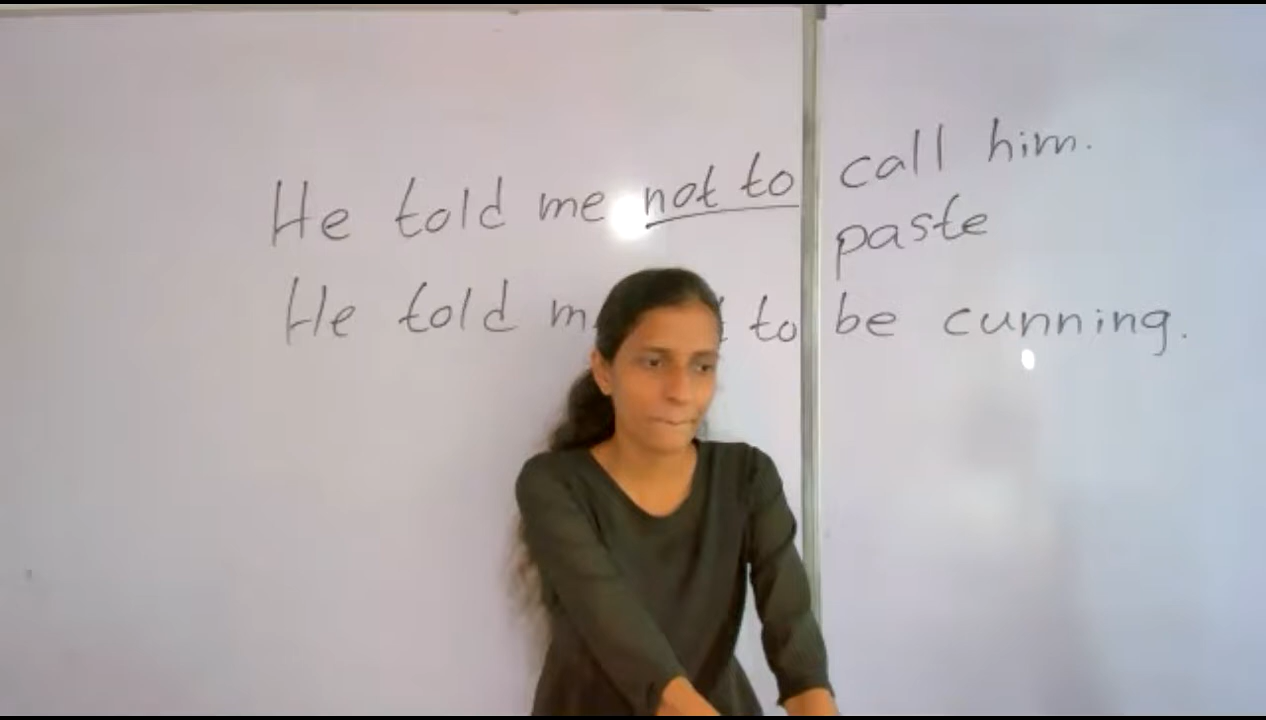 He told me not to call him.
paste
He told m to be cunning.